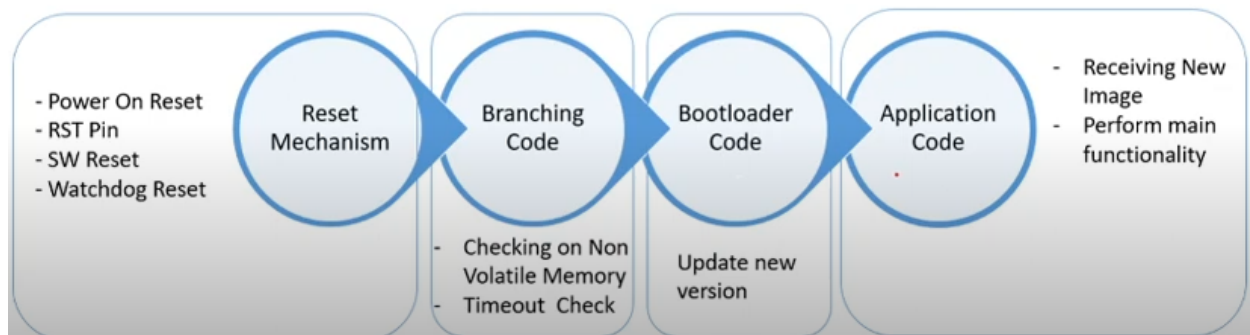 - Power On Reset
- RST Pin
- SW Reset
- Watchdog Reset
Reset
Mechanism
Branching
Code
- Checking on Non
Volatile Memory
- Timeout Check
Bootloader
Code
Update new
version
Application
Code
- Receiving New
Image
- Perform main
functionality